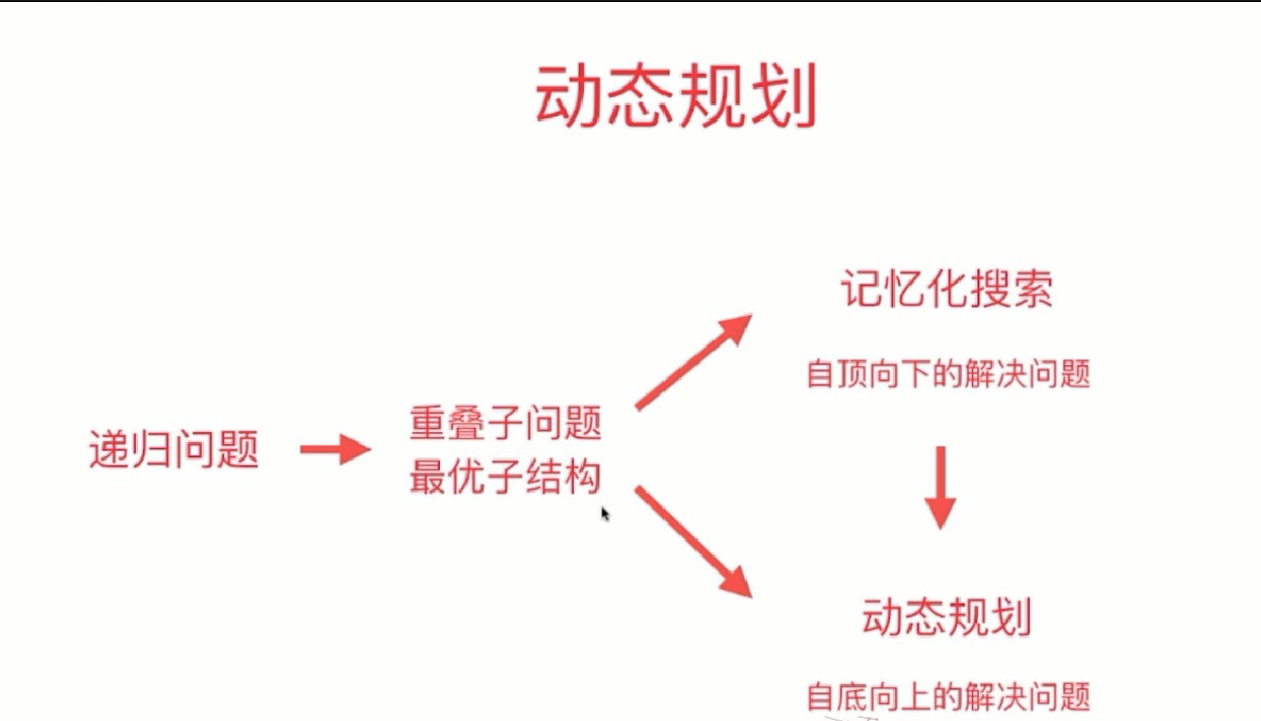 动态规划
记忆化搜索
自顶向下的解决问题
递归问题
重叠子问题
最优子结构
动态规划
自底向上的解决问题